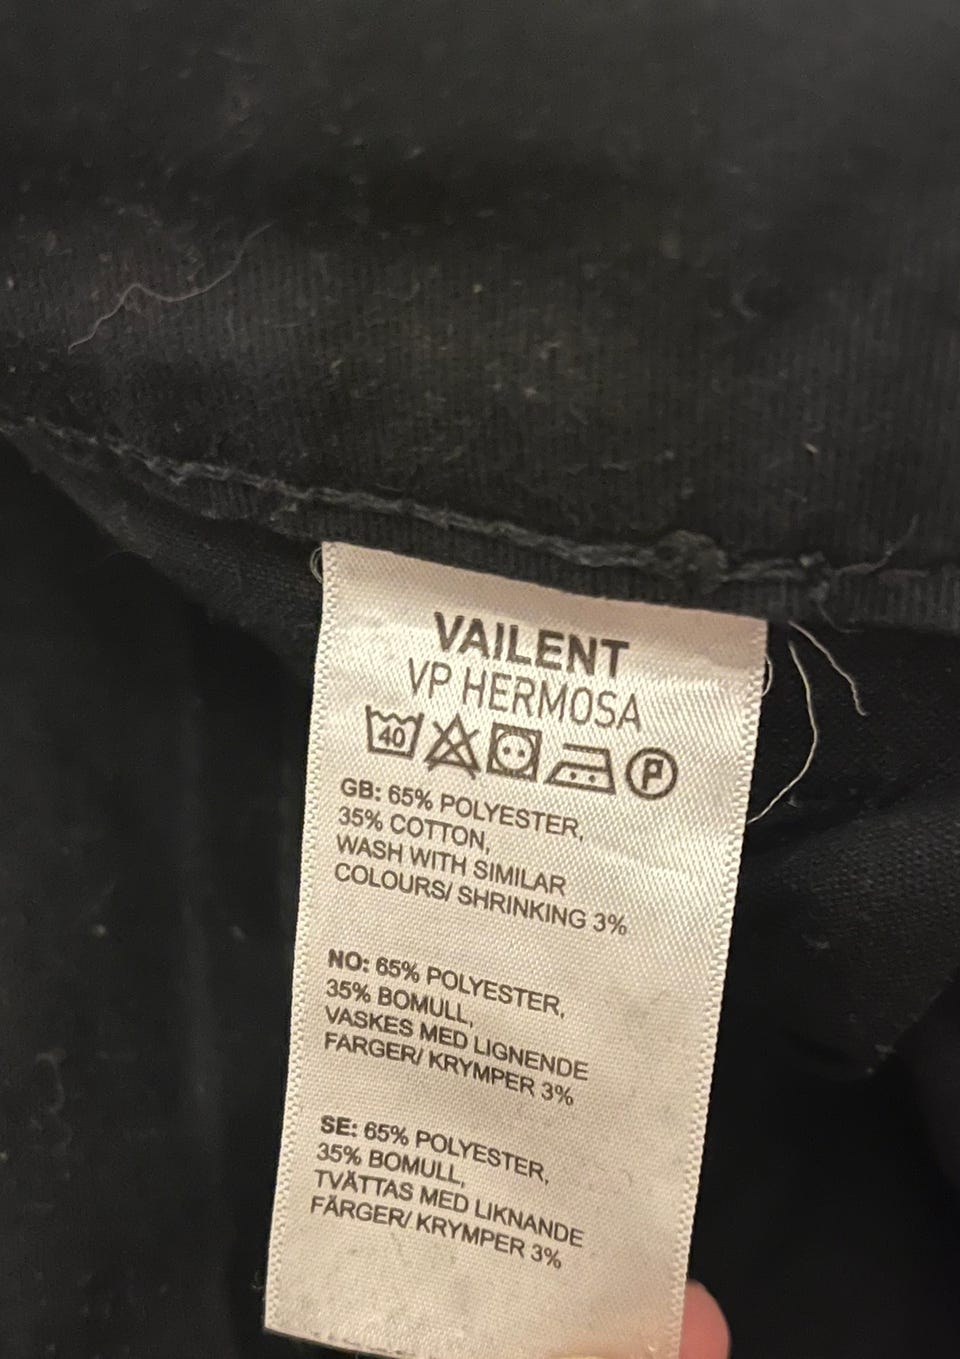 VAILENT
VP HERMOSA
40 P
GB: 65% POLYESTER,
35% COTTON,
WASH WITH SIMILAR
COLOURS/ SHRINKING 3%
NO: 65% POLYESTER,
35% BOMULL,
VASKES MED LIGNENDE
FARGER/ KRYMPER 3%
SE: 65% POLYESTER,
35% BOMULL,
TVÄTTAS MED LIKNANDE
FÄRGER/ KRYMPER 3%